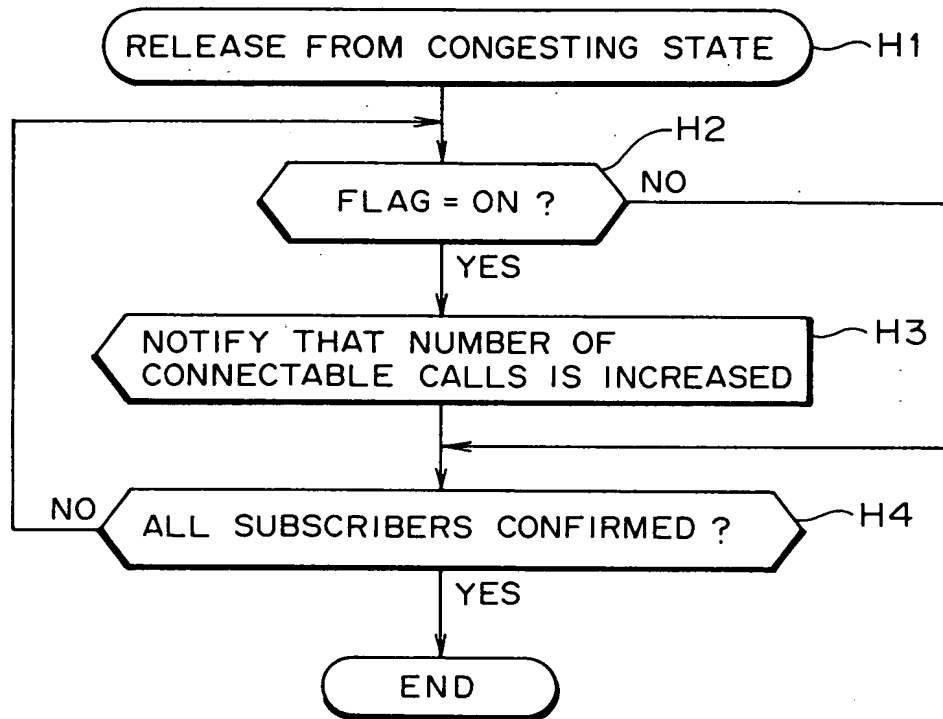 RELEASE FROM CONGESTING STATE
H1
H2
FLAG = ON ?
NO
YES
H3
NOTIFY THAT NUMBER OF
CONNECTABLE CALLS IS INCREASED
NO
ALL SUBSCRIBERS CONFIRMED ?
H4
YES
END